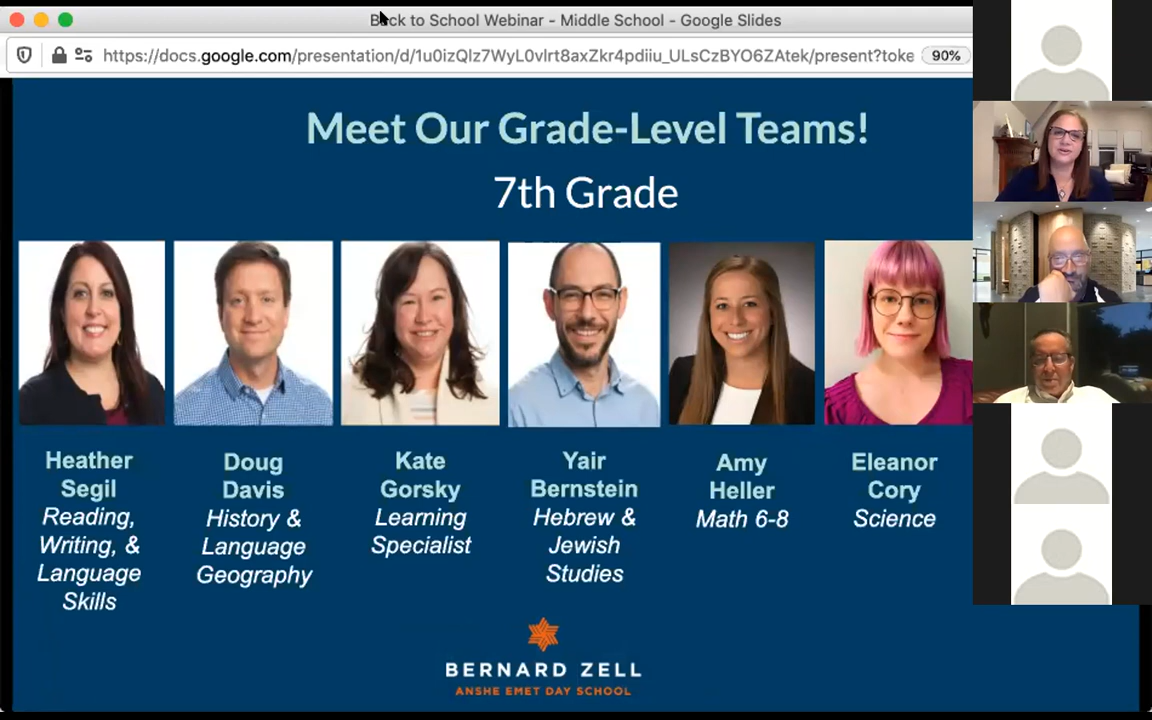 Back to School Webinar - Middle School - Google Slides
https://docs.google.com/presentation/d/1u0izQlz7WyL0vlrt8axZkr4pdiiu_ULsCzBYO6ZAtek/present?toke
90%
Meet Our Grade-Level Teams!
7th Grade
Heather
Segil
Reading,
Writing, &
Language
Skills
Doug
Davis
History &
Language
Geography
Kate
Gorsky
Learning
Specialist
Yair
Bernstein
Hebrew &
Jewish
Studies
Amy
Heller
Math 6-8
Eleanor
Cory
Science
BERNARD ZELL
ANSHE EMET DAY SCHOOL